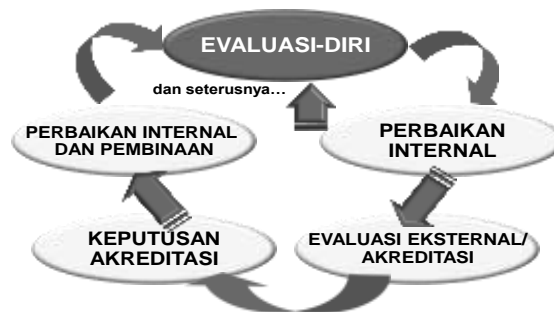 EVALUASI-DIRI
dan seterusnya...
PERBAIKAN INTERNAL
DAN PEMBINAAN
PERBAIKAN
INTERNAL
KEPUTUSAN
AKREDITASI
EVALUASI EKSTERNAL/
AKREDITASI